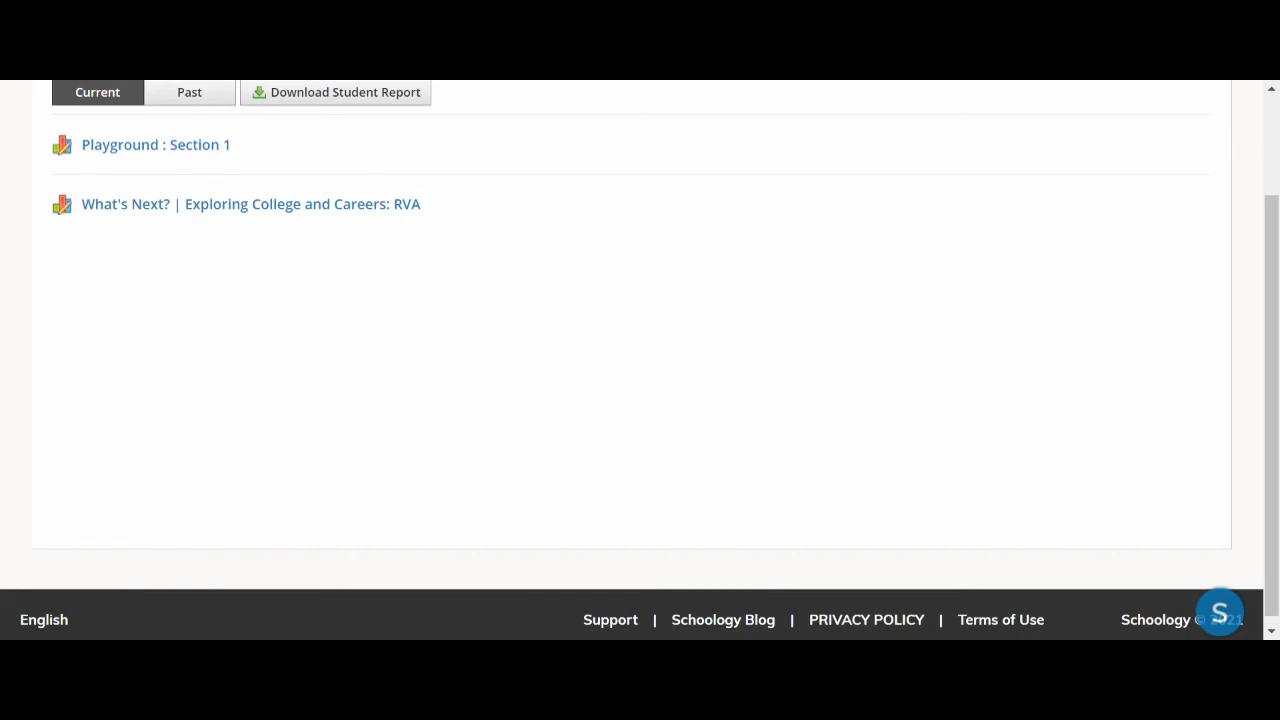 Current Past Download Student Report
Playground : Section 1
What's Next? | Exploring College and Careers: RVA
English Support | Schoology Blog | PRIVACY POLICY | Terms of Use Schoology © 2021
S